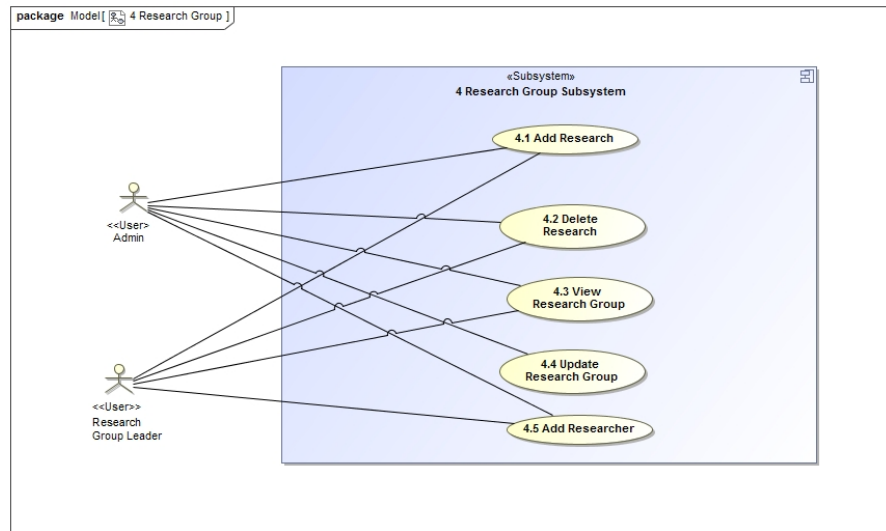 package Model[ 4 Research Group ]
«Subsystem»
4 Research Group Subsystem
4.1 Add Research
4.2 Delete
Research
4.3 View
Research Group
4.4 Update
Research Group
4.5 Add Researcher
<<User>
Admin
<<User>>
Research
Group Leader